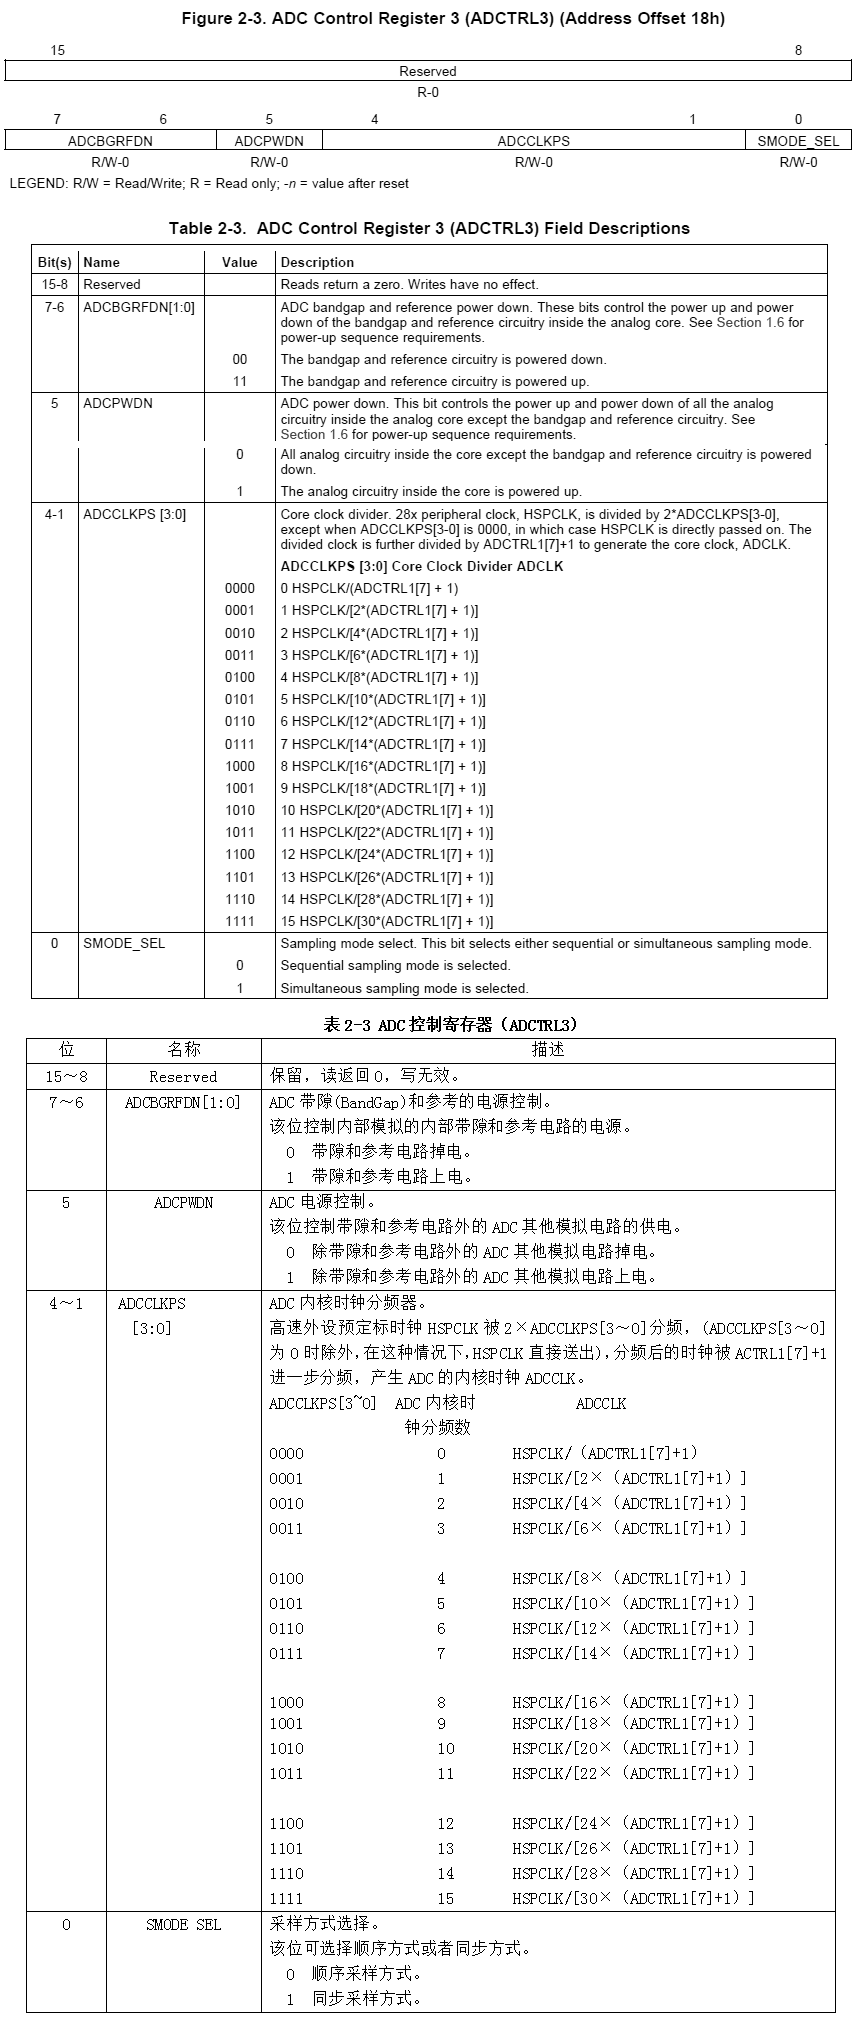 Figure 2-3. ADC Control Register 3 (ADCTRL3) (Address Offset 18h)
15 8
Reserved
R-0
7 6 5 4 1 0
ADCBGRFDN ADCPWDN ADCCLKPS SMODE_SEL
R/W-0 R/W-0 R/W-0 R/W-0
LEGEND: R/W = Read/Write; R = Read only; -n = value after reset
Table 2-3. ADC Control Register 3 (ADCTRL3) Field Descriptions
Bit(s) Name Value Description
15-8 Reserved Reads return a zero. Writes have no effect.
7-6 ADCBGRFDN[1:0] ADC bandgap and reference power down. These bits control the power up and power
down of the bandgap and reference circuitry inside the analog core. See Section 1.6 for
power-up sequence requirements.
00 The bandgap and reference circuitry is powered down.
11 The bandgap and reference circuitry is powered up.
5 ADCPWDN ADC power down. This bit controls the power up and power down of all the analog
circuitry inside the analog core except the bandgap and reference circuitry. See
Section 1.6 for power-up sequence requirements.
0 All analog circuitry inside the core except the bandgap and reference circuitry is powered
down.
1 The analog circuitry inside the core is powered up.
4-1 ADCCLKPS [3:0] Core clock divider. 28x peripheral clock, HSPCLK, is divided by 2*ADCCLKPS[3-0],
except when ADCCLKPS[3-0] is 0000, in which case HSPCLK is directly passed on. The
divided clock is further divided by ADCTRL1[7]+1 to generate the core clock, ADCLK.
ADCCLKPS [3:0] Core Clock Divider ADCLK
0000 0 HSPCLK/(ADCTRL1[7] + 1)
0001 1 HSPCLK/[2*(ADCTRL1[7] + 1)]
0010 2 HSPCLK/[4*(ADCTRL1[7] + 1)]
0011 3 HSPCLK/[6*(ADCTRL1[7] + 1)]
0100 4 HSPCLK/[8*(ADCTRL1[7] + 1)]
0101 5 HSPCLK/[10*(ADCTRL1[7] + 1)]
0110 6 HSPCLK/[12*(ADCTRL1[7] + 1)]
0111 7 HSPCLK/[14*(ADCTRL1[7] + 1)]
1000 8 HSPCLK/[16*(ADCTRL1[7] + 1)]
1001 9 HSPCLK/[18*(ADCTRL1[7] + 1)]
1010 10 HSPCLK/[20*(ADCTRL1[7] + 1)]
1011 11 HSPCLK/[22*(ADCTRL1[7] + 1)]
1100 12 HSPCLK/[24*(ADCTRL1[7] + 1)]
1101 13 HSPCLK/[26*(ADCTRL1[7] + 1)]
1110 14 HSPCLK/[28*(ADCTRL1[7] + 1)]
1111 15 HSPCLK/[30*(ADCTRL1[7] + 1)]
0 SMODE_SEL Sampling mode select. This bit selects either sequential or simultaneous sampling mode.
0 Sequential sampling mode is selected.
1 Simultaneous sampling mode is selected.
表 2-3 ADC 控制寄存器（ADCTRL3）
位 名称 描述
15～8 Reserved 保留，读返回 0，写无效。
7～6 ADCBGRFDN[1:0] ADC 带隙(BandGap)和参考的电源控制。
该位控制内部模拟的内部带隙和参考电路的电源。
0 带隙和参考电路掉电。
1 带隙和参考电路上电。
5 ADCPWDN ADC 电源控制。
该位控制带隙和参考电路外的 ADC 其他模拟电路的供电。
0 除带隙和参考电路外的 ADC 其他模拟电路掉电。
1 除带隙和参考电路外的 ADC 其他模拟电路上电。
4～1 ADCCLKPS ADC 内核时钟分频器。
[3:0] 高速外设预定标时钟 HSPCLK 被 2×ADCCLKPS[3～0]分频，（ADCCLKPS[3～0]
为 0 时除外，在这种情况下，HSPCLK 直接送出），分频后的时钟被 ACTRL1[7]+1
进一步分频，产生 ADC 的内核时钟 ADCCLK。
ADCCLKPS[3~0] ADC 内核时 ADCCLK
钟分频数
0000 0 HSPCLK/（ADCTRL1[7]+1）
0001 1 HSPCLK/[2×（ADCTRL1[7]+1）]
0010 2 HSPCLK/[4×（ADCTRL1[7]+1）]
0011 3 HSPCLK/[6×（ADCTRL1[7]+1）]
0100 4 HSPCLK/[8×（ADCTRL1[7]+1）]
0101 5 HSPCLK/[10×（ADCTRL1[7]+1）]
0110 6 HSPCLK/[12×（ADCTRL1[7]+1）]
0111 7 HSPCLK/[14×（ADCTRL1[7]+1）]
1000 8 HSPCLK/[16×（ADCTRL1[7]+1）]
1001 9 HSPCLK/[18×（ADCTRL1[7]+1）]
1010 10 HSPCLK/[20×（ADCTRL1[7]+1）]
1011 11 HSPCLK/[22×（ADCTRL1[7]+1）]
1100 12 HSPCLK/[24×（ADCTRL1[7]+1）]
1101 13 HSPCLK/[26×（ADCTRL1[7]+1）]
1110 14 HSPCLK/[28×（ADCTRL1[7]+1）]
1111 15 HSPCLK/[30×（ADCTRL1[7]+1）]
0 SMODE SEL 采样方式选择。
该位可选择顺序方式或者同步方式。
0 顺序采样方式。
1 同步采样方式。